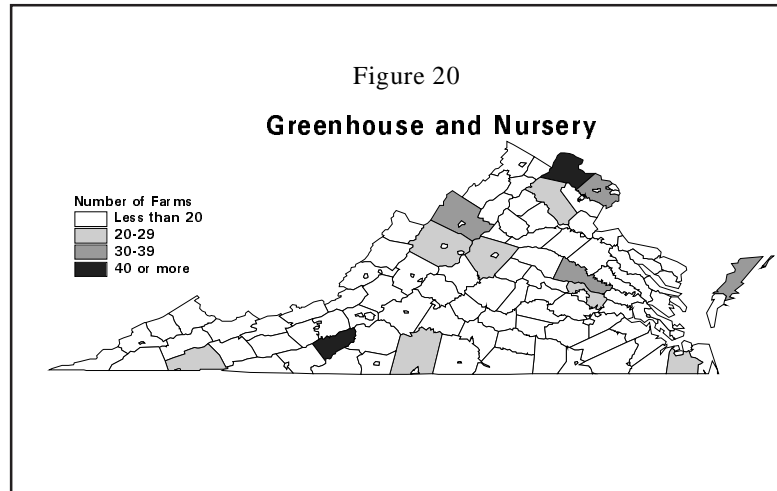 Figure 20
Greenhouse and Nursery
Number of Farms
Less than 20
20-29
30-39
40 or more